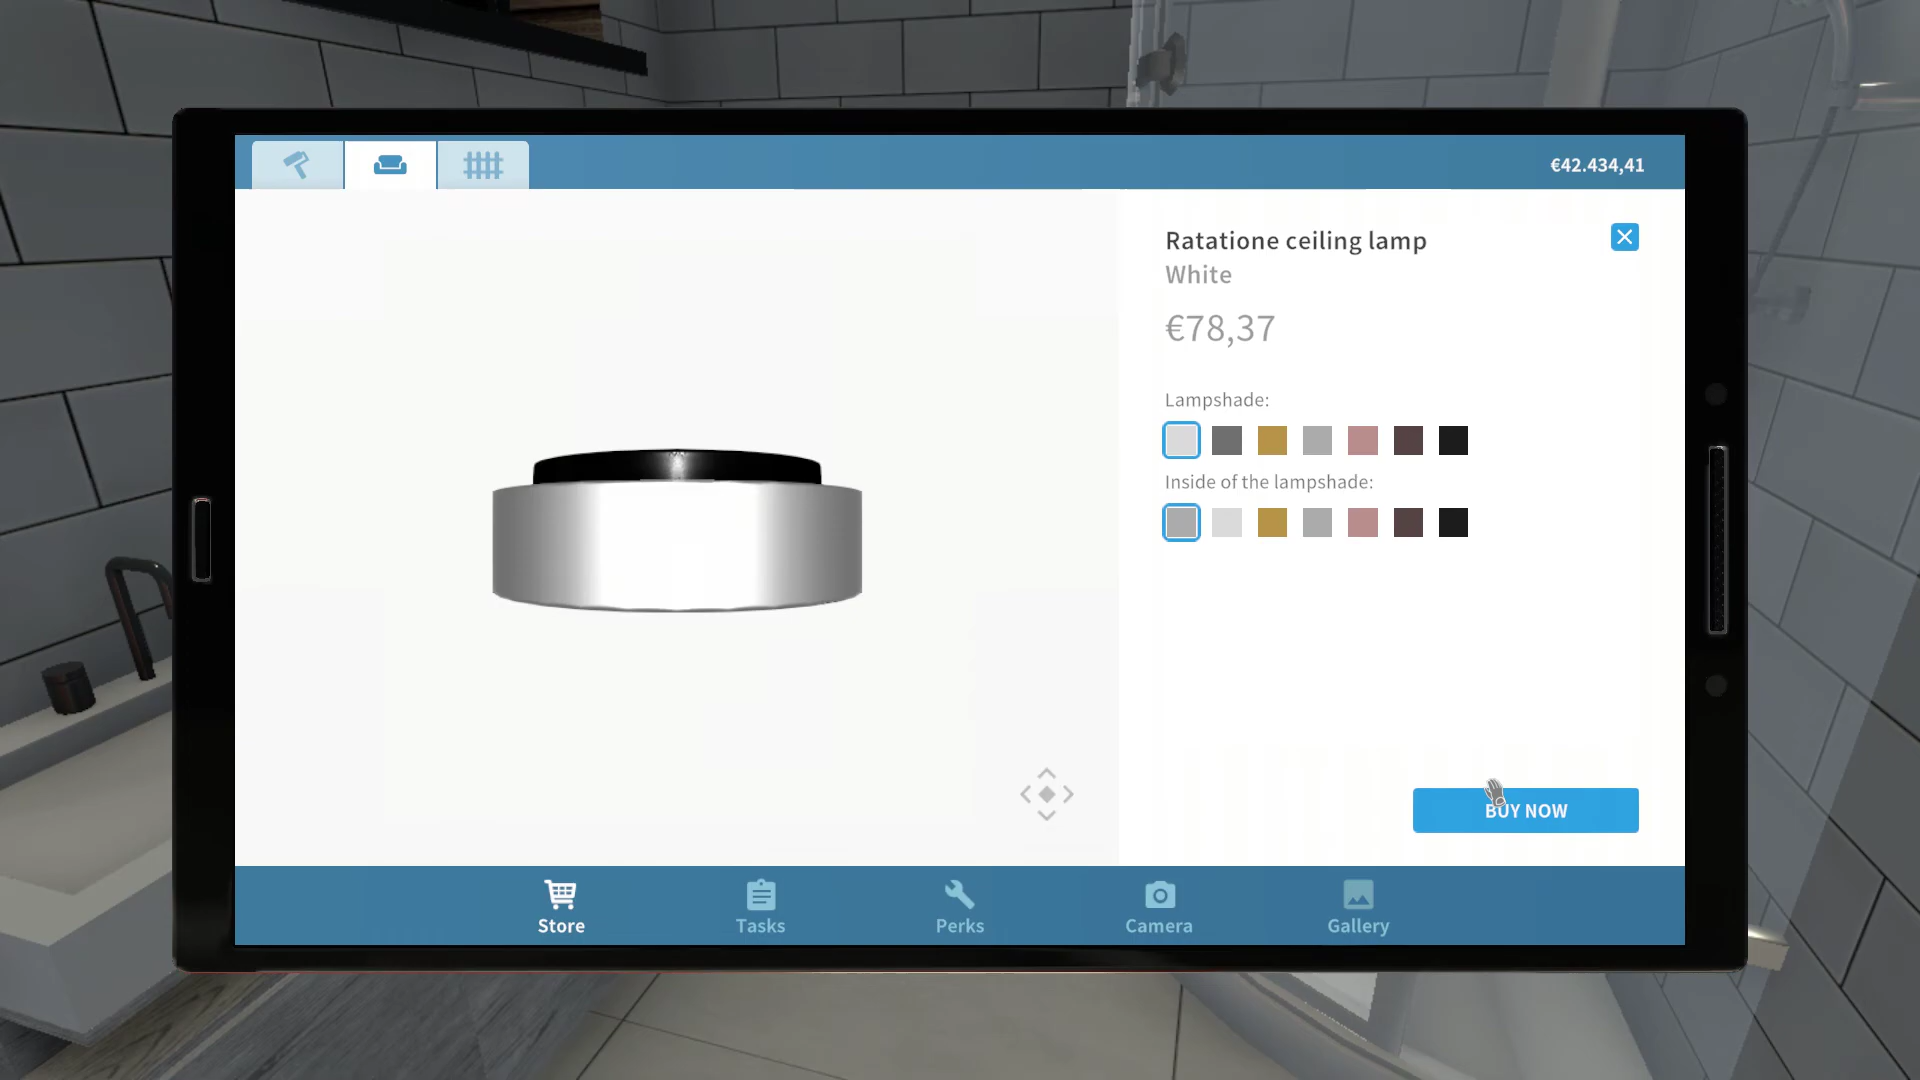 €42.434,41
Ratatione ceiling lamp
White
€78,37
Lampshade:
Inside of the lampshade:
BUY NOW
Store
Tasks
Perks
Camera
Gallery